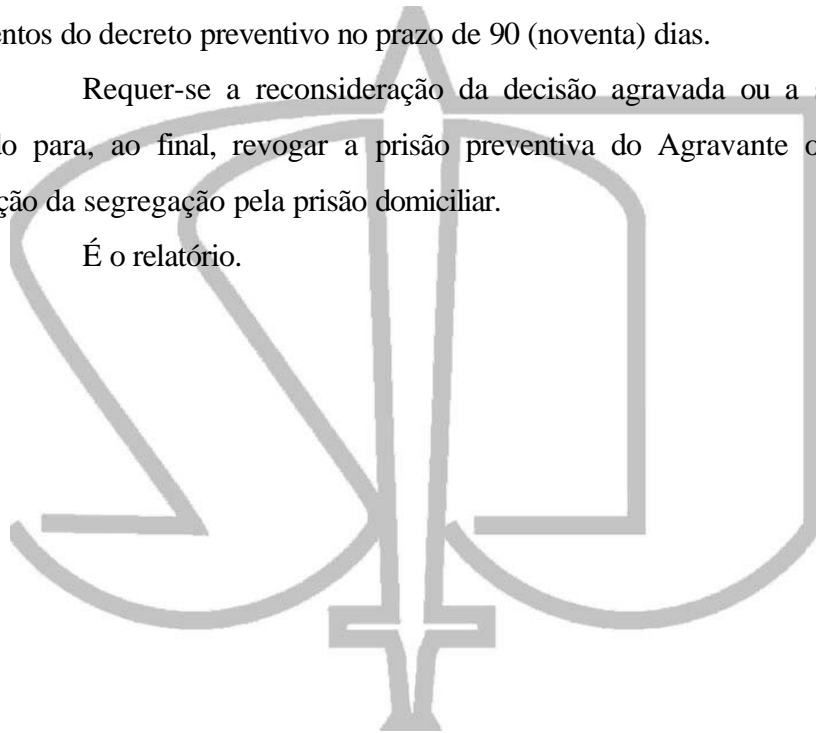 entos do decreto preventivo no prazo de 90 (noventa) dias.
Requer-se a reconsideração da decisão agravada ou a
do para, ao final, revogar a prisão preventiva do Agravante
ção da segregação pela prisão domiciliar.
É o relatório.